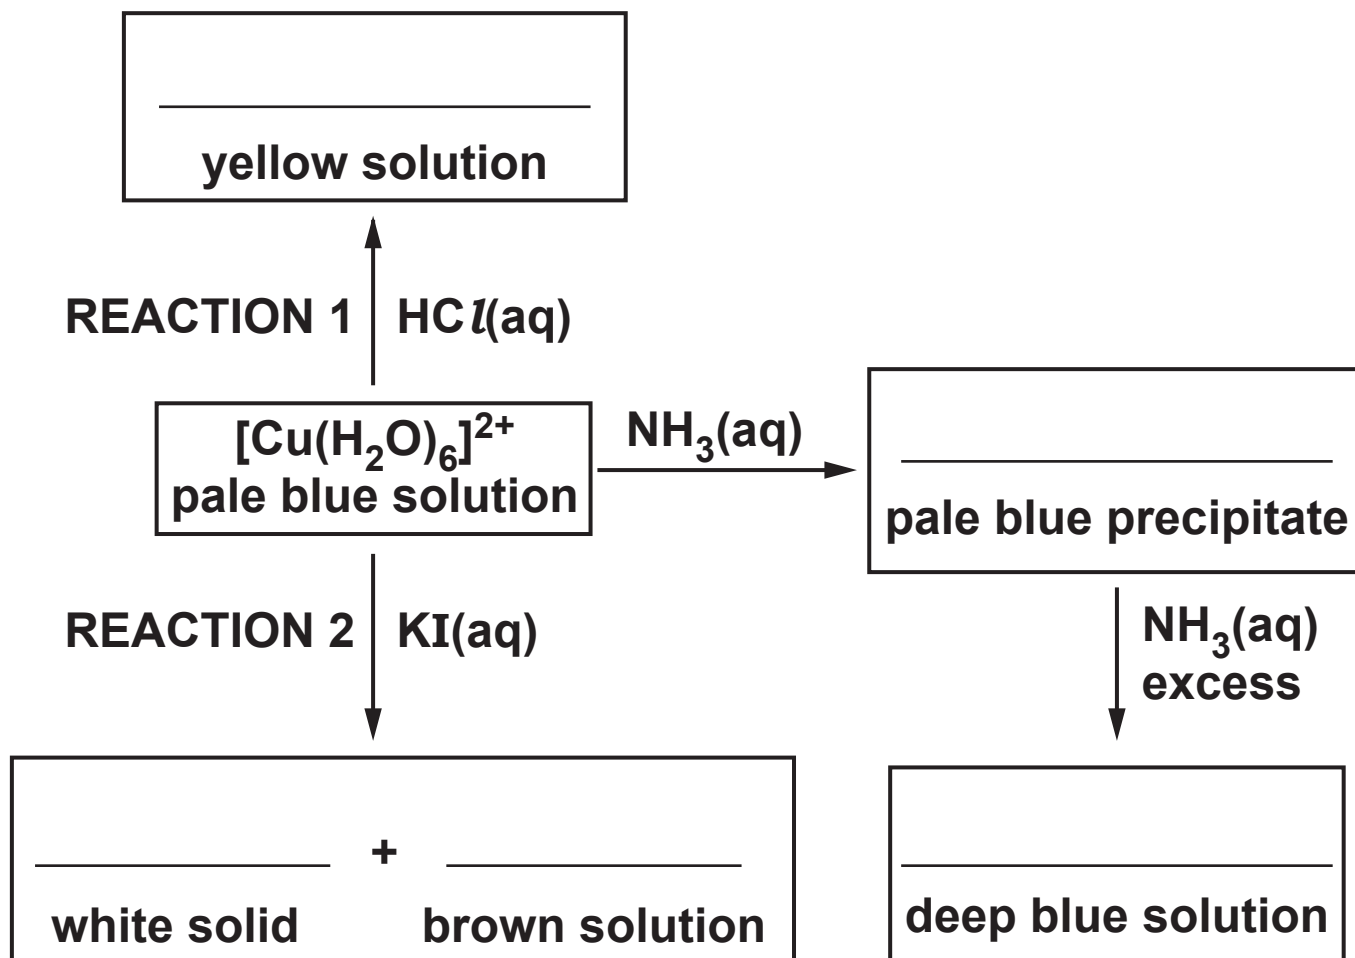 yellow solution
REACTION 1 HCl(aq)
[Cu(H₂O)₆]²⁺
pale blue solution
NH₃(aq)
pale blue precipitate
REACTION 2 KI(aq)
NH₃(aq)
excess
+
white solid brown solution
deep blue solution